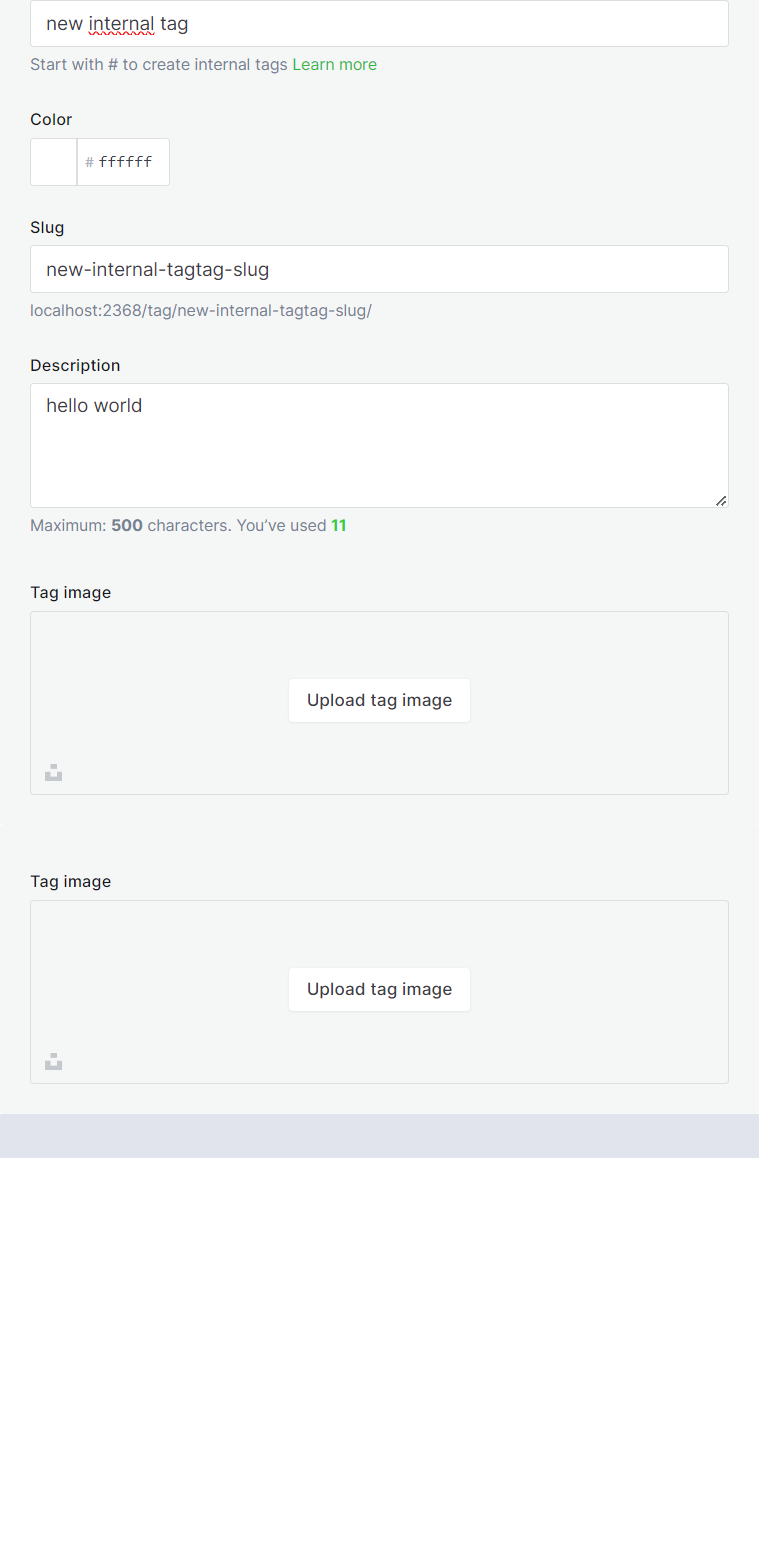 new internal tag
Start with # to create internal tags Learn more
Color
# ffffff
Slug
new-internal-tagtag-slug
localhost:2368/tag/new-internal-tagtag-slug/
Description
hello world
Maximum: 500 characters. You’ve used 11
Tag image
Upload tag image
Tag image
Upload tag image